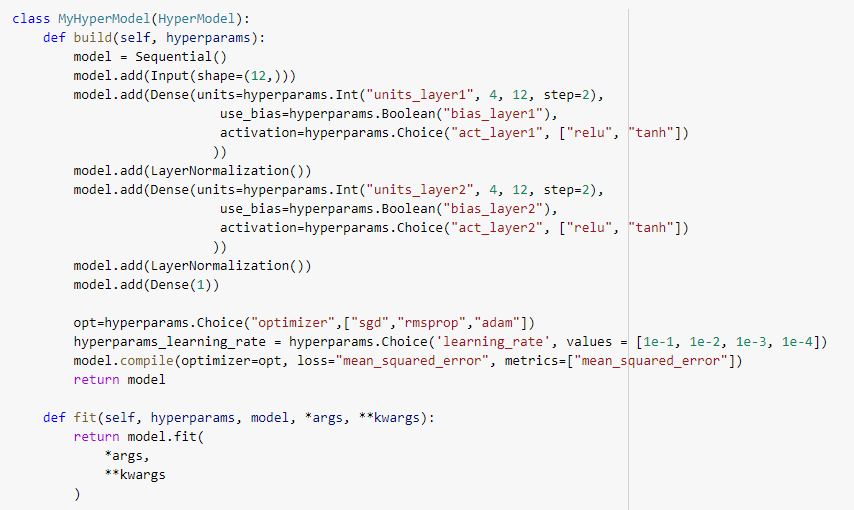 class MyHyperModel(HyperModel):
    def build(self, hyperparams):
        model = Sequential()
        model.add(Input(shape=(12,)))
        model.add(Dense(units=hyperparams.Int("units_layer1", 4, 12, step=2),
                           use_bias=hyperparams.Boolean("bias_layer1"),
                           activation=hyperparams.Choice("act_layer1", ["relu", "tanh"])
                          ))
        model.add(LayerNormalization())
        model.add(Dense(units=hyperparams.Int("units_layer2", 4, 12, step=2),
                           use_bias=hyperparams.Boolean("bias_layer2"),
                           activation=hyperparams.Choice("act_layer2", ["relu", "tanh"])
                          ))
        model.add(LayerNormalization())
        model.add(Dense(1))

        opt=hyperparams.Choice("optimizer",["sgd","rmsprop","adam"])
        hyperparams_learning_rate = hyperparams.Choice('learning_rate', values = [1e-1, 1e-2, 1e-3, 1e-4])
        model.compile(optimizer=opt, loss="mean_squared_error", metrics=["mean_squared_error"])
        return model

    def fit(self, hyperparams, model, *args, **kwargs):
        return model.fit(
            *args,
            **kwargs
        )